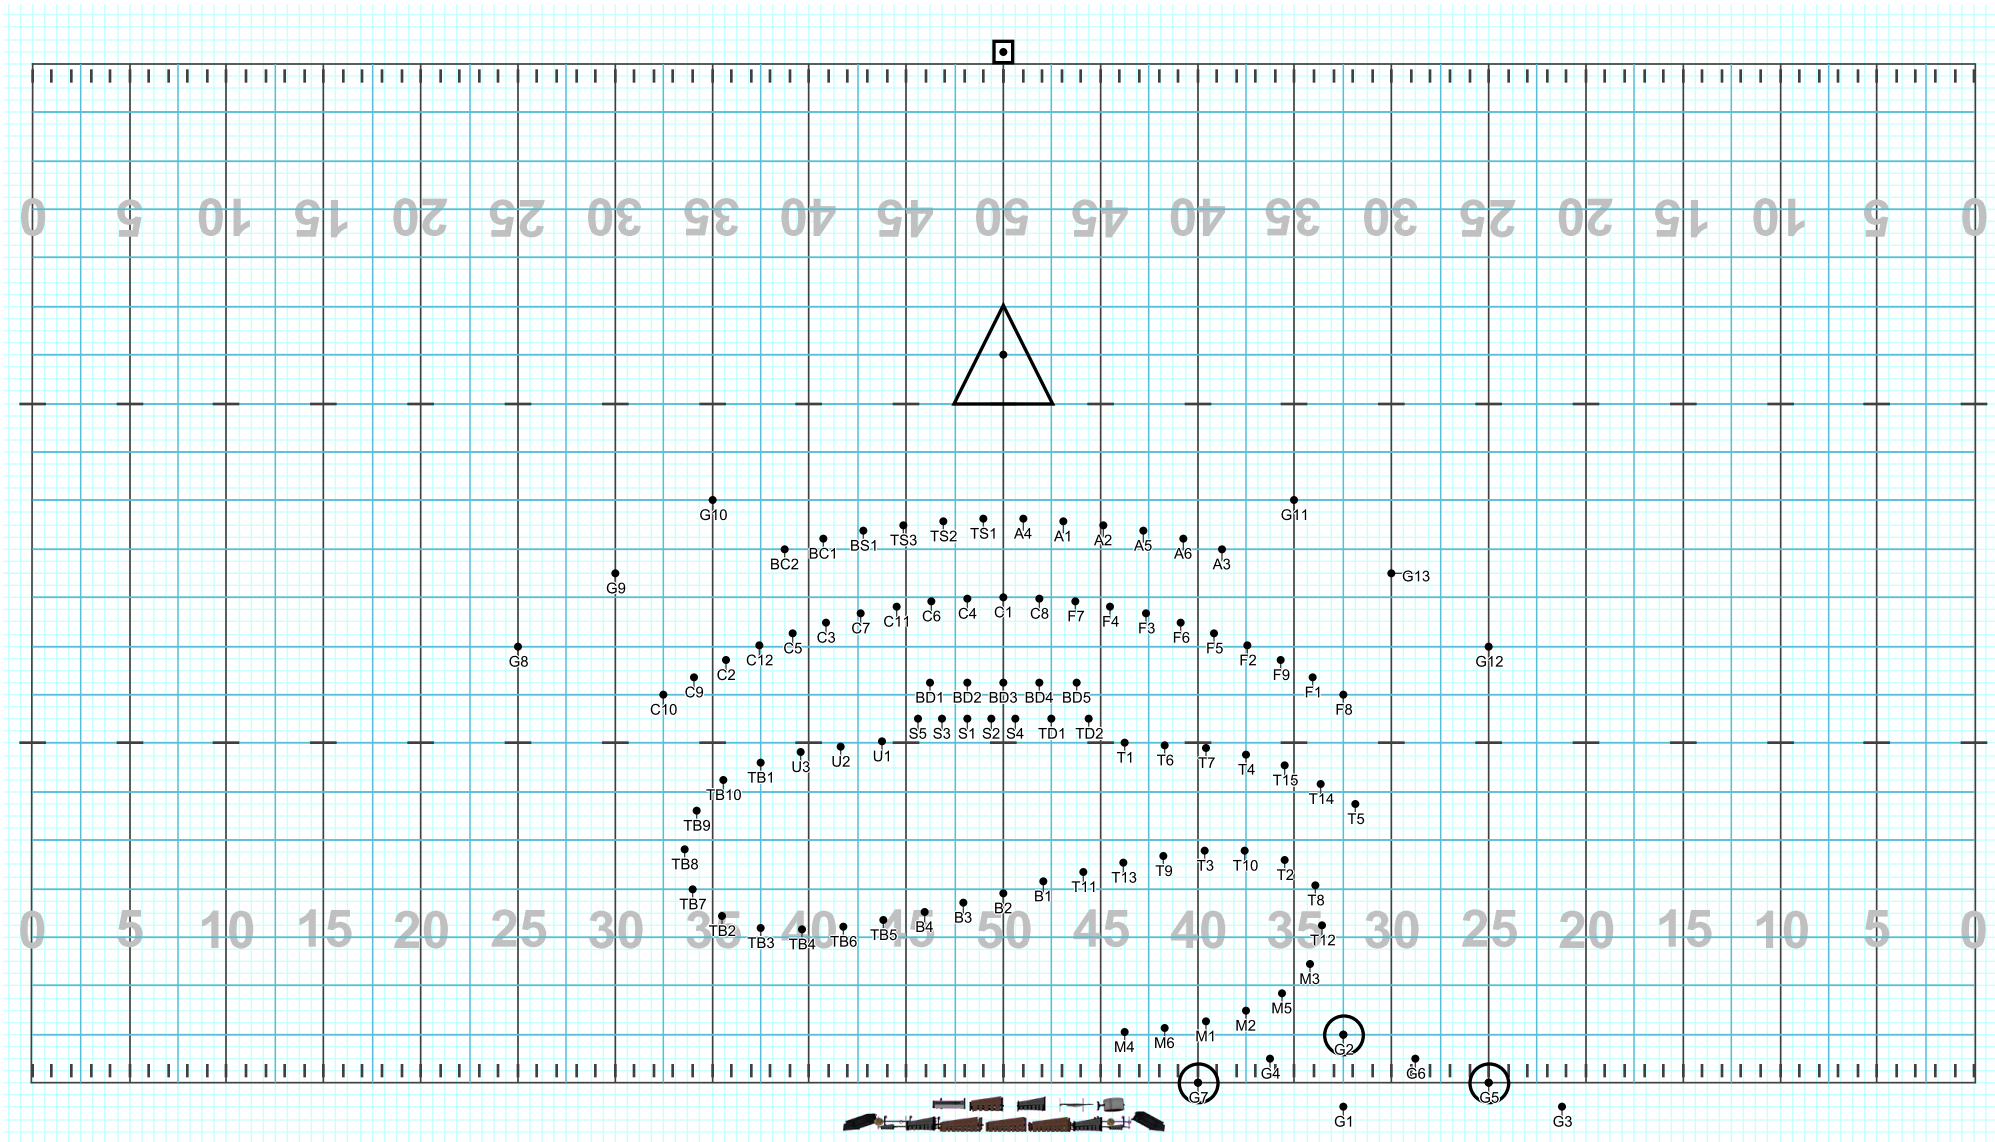 0 5 10 15 20 25 30 35 40 45 50 45 40 35 30 25 20 15 10 5 0
G10 G11
BC2 BC1 BS1 TS3 TS2 TS1 A4 A1 A2 A5 A6 A3
G9 G13
C10 C9 C2 C12 C5 C3 C7 C11 C6 C4 C1 C8 F7 F4 F3 F6 F5 F2 F9 F1 F8
G8 G12
BD1 BD2 BD3 BD4 BD5
S5 S3 S1 S2 S4 TD1 TD2
TB10 TB1 U3 U2 U1 T1 T6 T7 T4 T15 T14 T5
TB9
TB8 T13 T9 T3 T10 T2
TB7 B2 B1 T11 T8
TB2 TB3 TB4 TB6 TB5 B4 B3 T12
0 5 10 15 20 25 30 35 40 45 50 45 40 35 30 25 20 15 10 5 0
M3
M5
M4 M6 M1 M2
G2
G4 G6
G7 G5
G1 G3